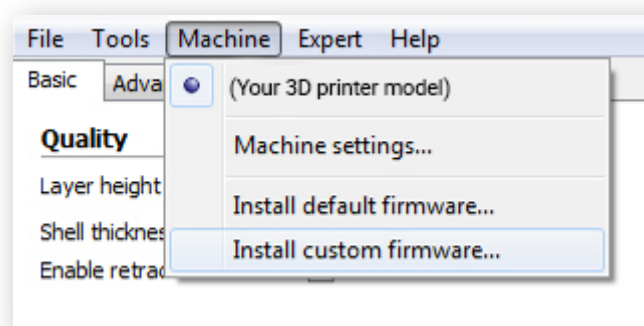 File Tools Machine Expert Help
Basic Adva
(Your 3D printer model)
Quality
Machine settings...
Layer height
Install default firmware...
Shell thicknes
Install custom firmware...
Enable retrac